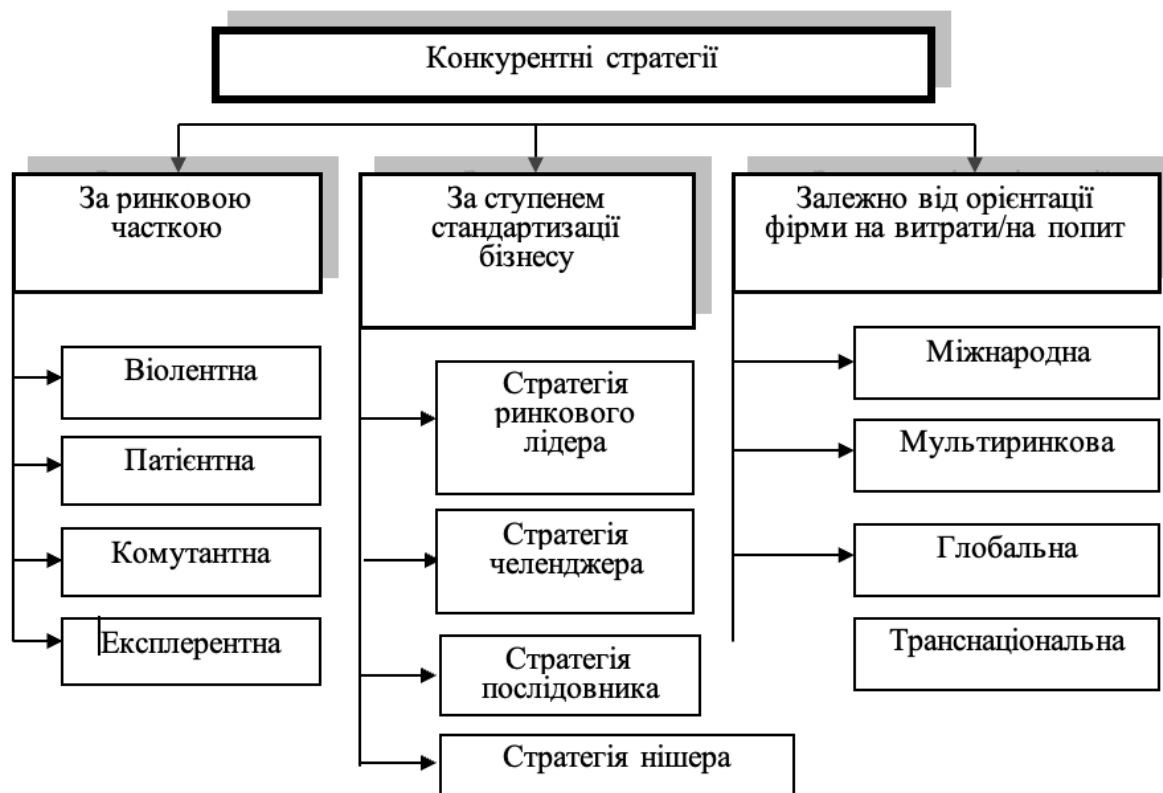 Конкурентні стратегії
За ринковою
часткою
За ступенем
стандартизації
бізнесу
Залежно від орієнтації
фірми на витрати/на попит
Віолентна
Патієнтна
Комутантна
Експлерентна
Стратегія
ринкового
лідера
Стратегія
челенджера
Стратегія
послідовника
Стратегія нішера
Міжнародна
Мультиринкова
Глобальна
Транснаціональна